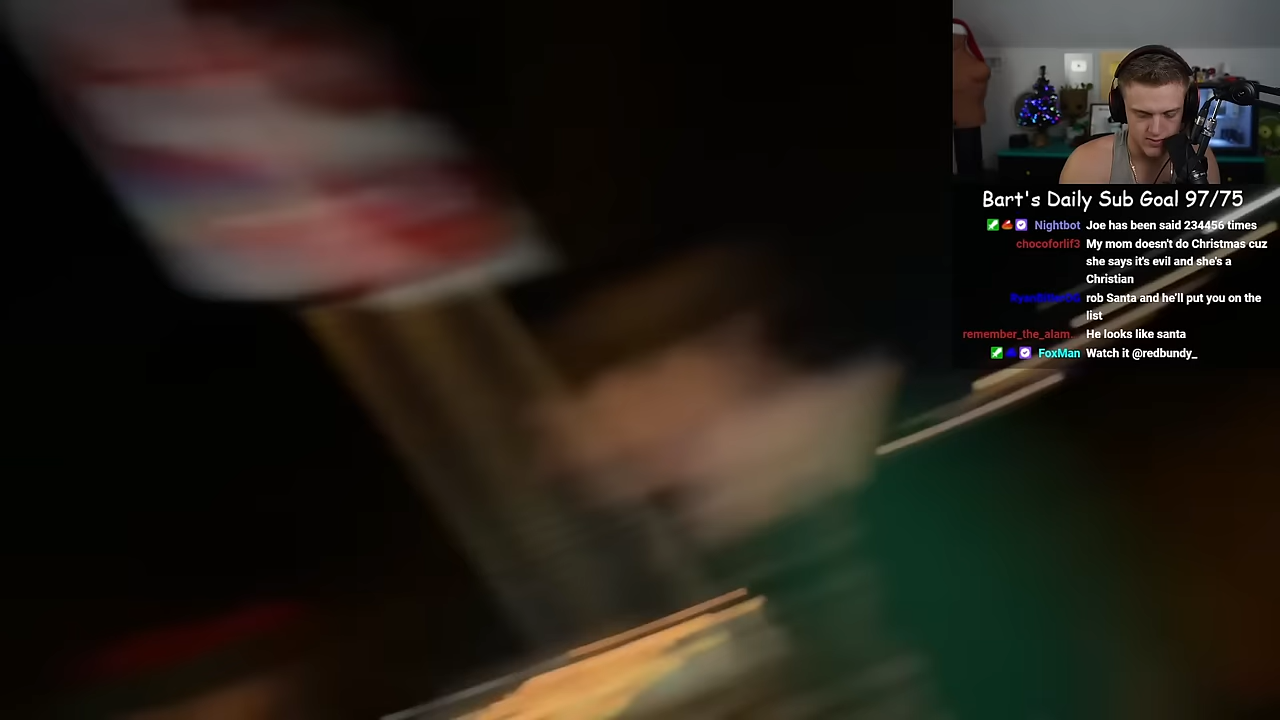 Bart's Daily Sub Goal 97/75
Nightbot Joe has been said 234456 times
chocoforlif3 My mom doesn't do Christmas cuz
she says it's evil and she's a
Christian
rob Santa and he'll put you on the
list
remember_the_alam. He looks like santa
FoxMan Watch it @redbundy_